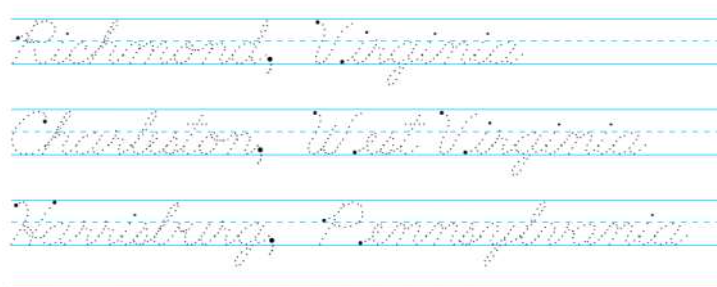 Richmond, Virginia
Charleston, West Virginia
Harrisburg, Pennsylvania